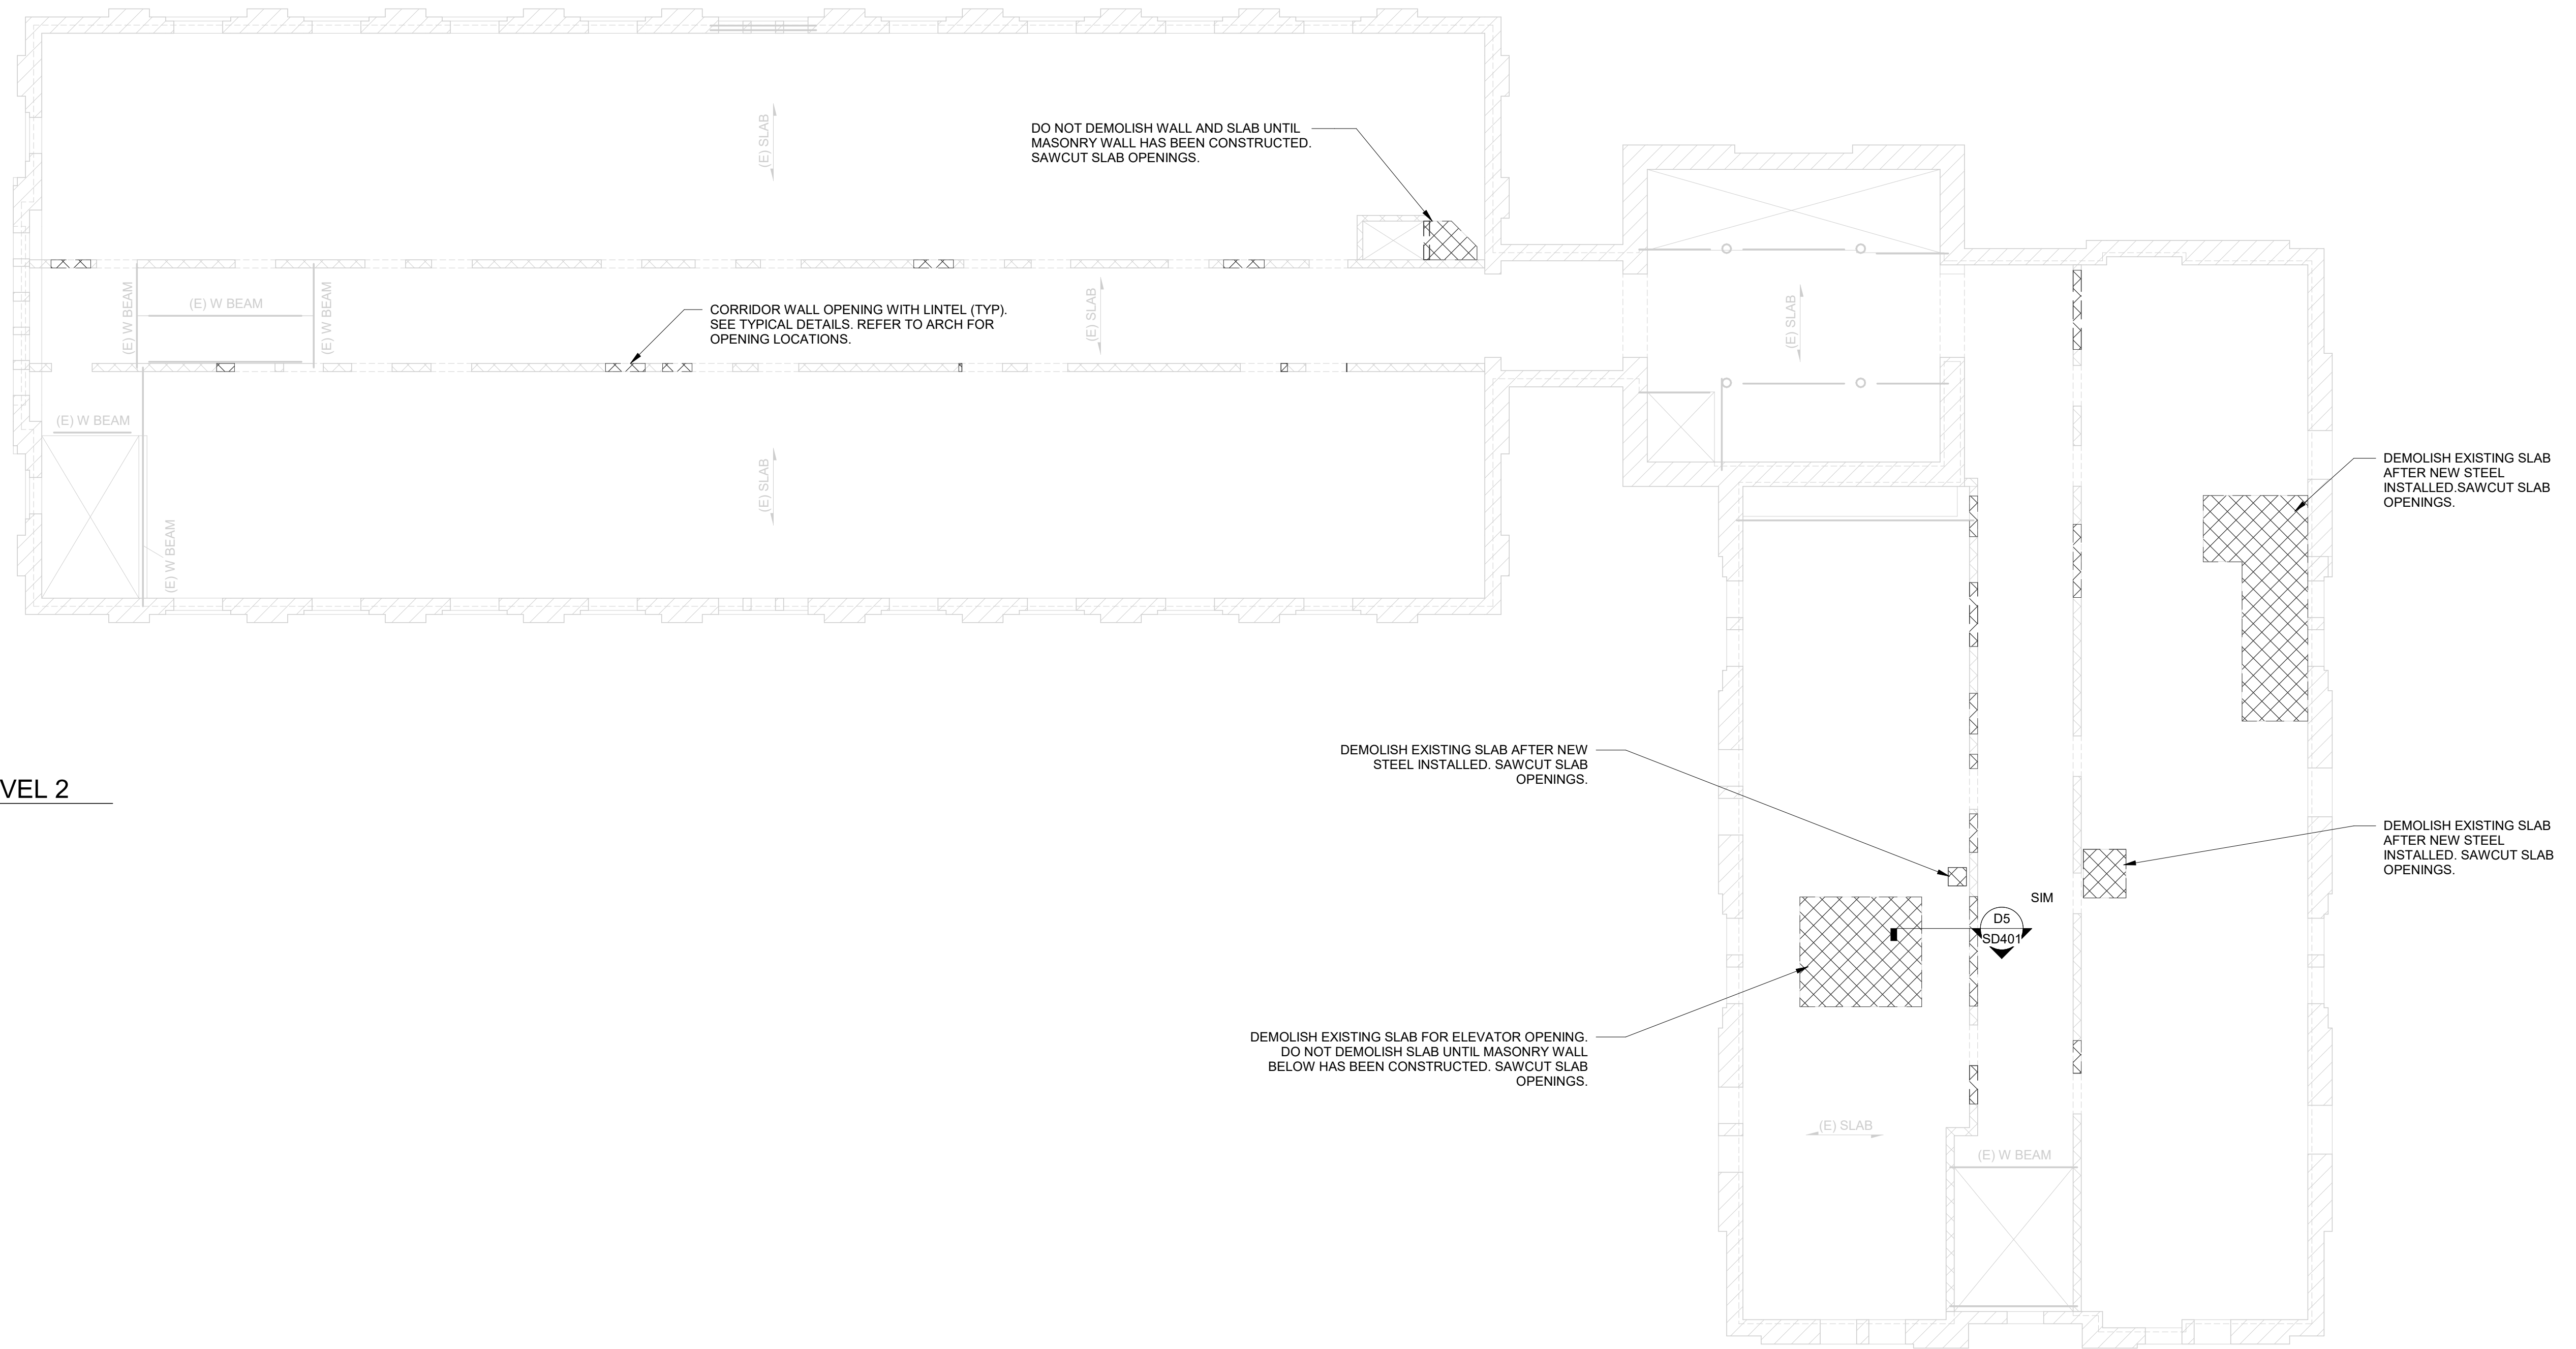 DO NOT DEMOLISH WALL AND SLAB UNTIL
MASONRY WALL HAS BEEN CONSTRUCTED.
SAWCUT SLAB OPENINGS.
(E) SLAB
(E) W BEAM
(E) W BEAM
(E) W BEAM
CORRIDOR WALL OPENING WITH LINTEL (TYP).
SEE TYPICAL DETAILS. REFER TO ARCH FOR
OPENING LOCATIONS.
(E) SLAB
(E) SLAB
(E) W BEAM
(E) SLAB
(E) W BEAM
DEMOLISH EXISTING SLAB
AFTER NEW STEEL
INSTALLED.SAWCUT SLAB
OPENINGS.
VEL 2
DEMOLISH EXISTING SLAB AFTER NEW
STEEL INSTALLED. SAWCUT SLAB
OPENINGS.
DEMOLISH EXISTING SLAB
AFTER NEW STEEL
INSTALLED. SAWCUT SLAB
OPENINGS.
SIM
D5
SD401
DEMOLISH EXISTING SLAB FOR ELEVATOR OPENING.
DO NOT DEMOLISH SLAB UNTIL MASONRY WALL
BELOW HAS BEEN CONSTRUCTED. SAWCUT SLAB
OPENINGS.
(E) SLAB
(E) W BEAM